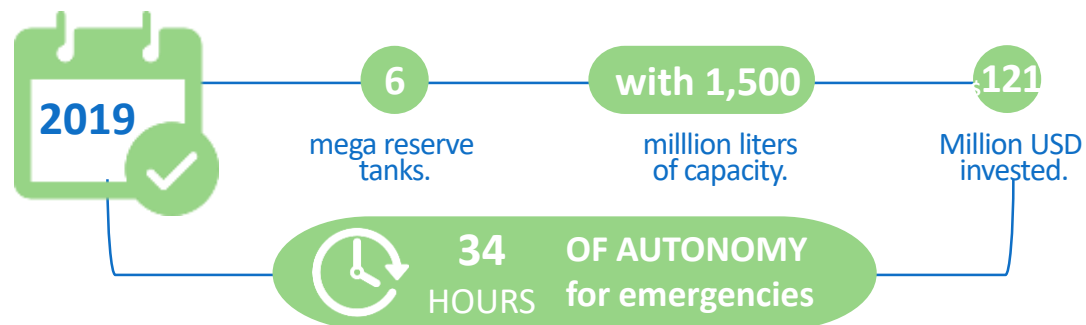 2019
6
mega reserve
tanks.
with 1,500
milllion liters
of capacity.
$121
Million USD
invested.
34
HOURS
OF AUTONOMY
for emergencies